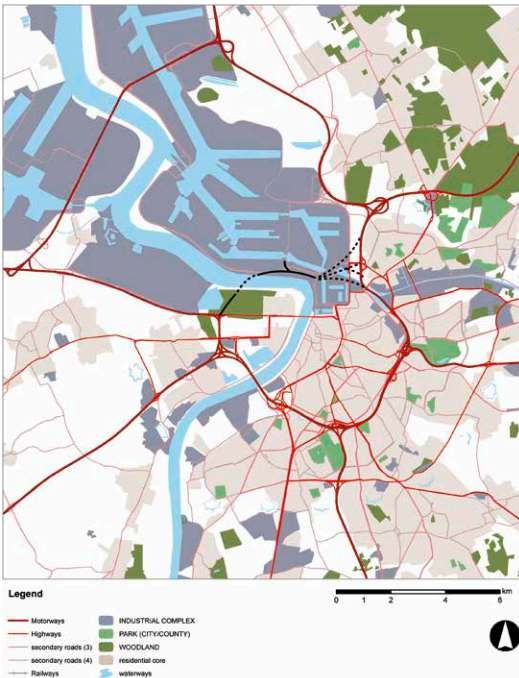 Legend
Motorways
Highways
secondary roads (3)
secondary roads (4)
Railways
INDUSTRIAL COMPLEX
PARK (CITY/COUNTY)
WOODLAND
residential core
waterways
km
0 1 2 4 6